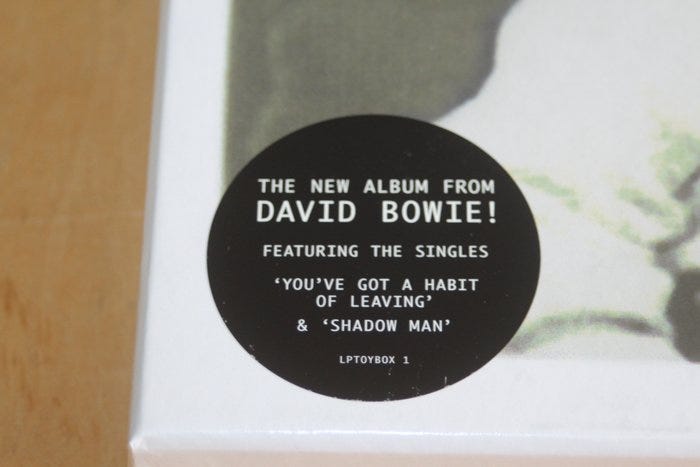 THE NEW ALBUM FROM
DAVID BOWIE!
FEATURING THE SINGLES
‘YOU’VE GOT A HABIT
OF LEAVING’
& ‘SHADOW MAN’
LPTOYBOX 1